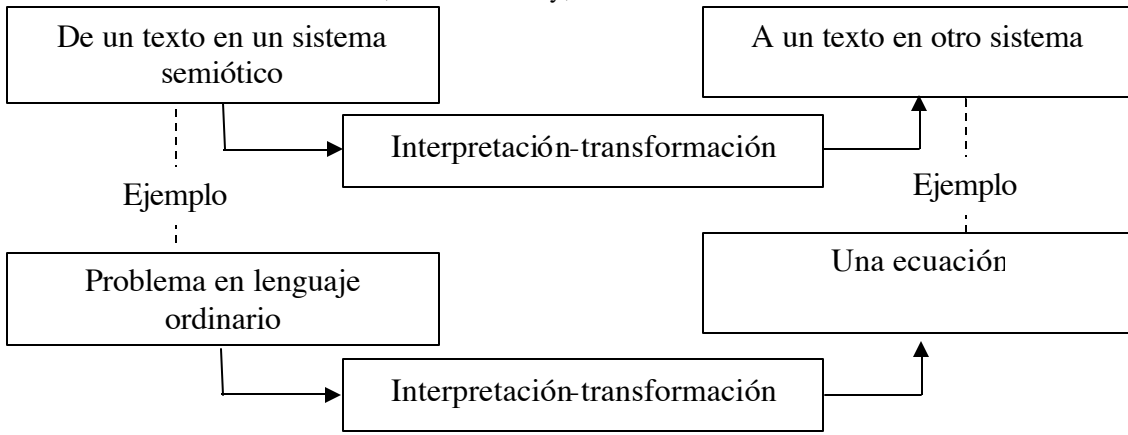 De un texto en un sistema
semiótico
A un texto en otro sistema
Interpretación-transformación
Ejemplo
Ejemplo
Problema en lenguaje
ordinario
Una ecuación
Interpretación-transformación